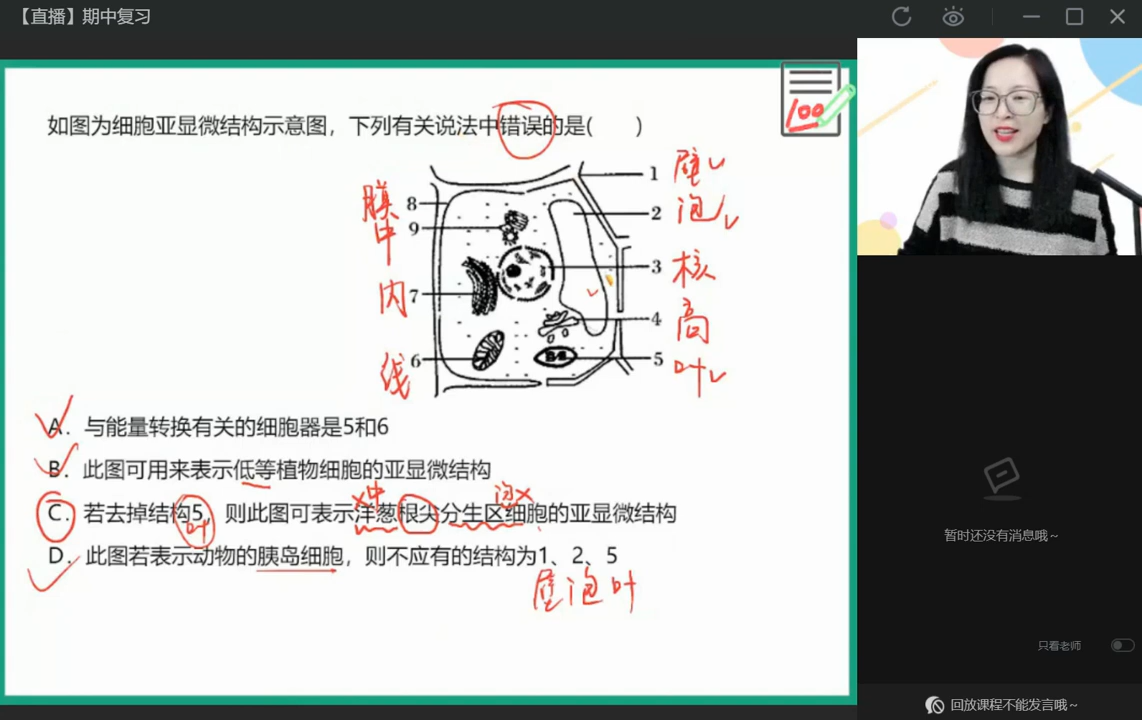 【直播】期中复习
100
如图为细胞亚显微结构示意图，下列有关说法中错误的是( )
1 壁
2 泡
3 核
4 高
5 叶
8 膜
9 中
7 内
6 线
A. 与能量转换有关的细胞器是5和6
B. 此图可用来表示低等植物细胞的亚显微结构
中 泡
C. 若去掉结构5，则此图可表示洋葱根尖分生区细胞的亚显微结构
叶
D. 此图若表示动物的胰岛细胞，则不应有的结构为1、2、5
壁 泡 叶
暂时还没有消息哦～
只看老师
回放课程不能发言哦～